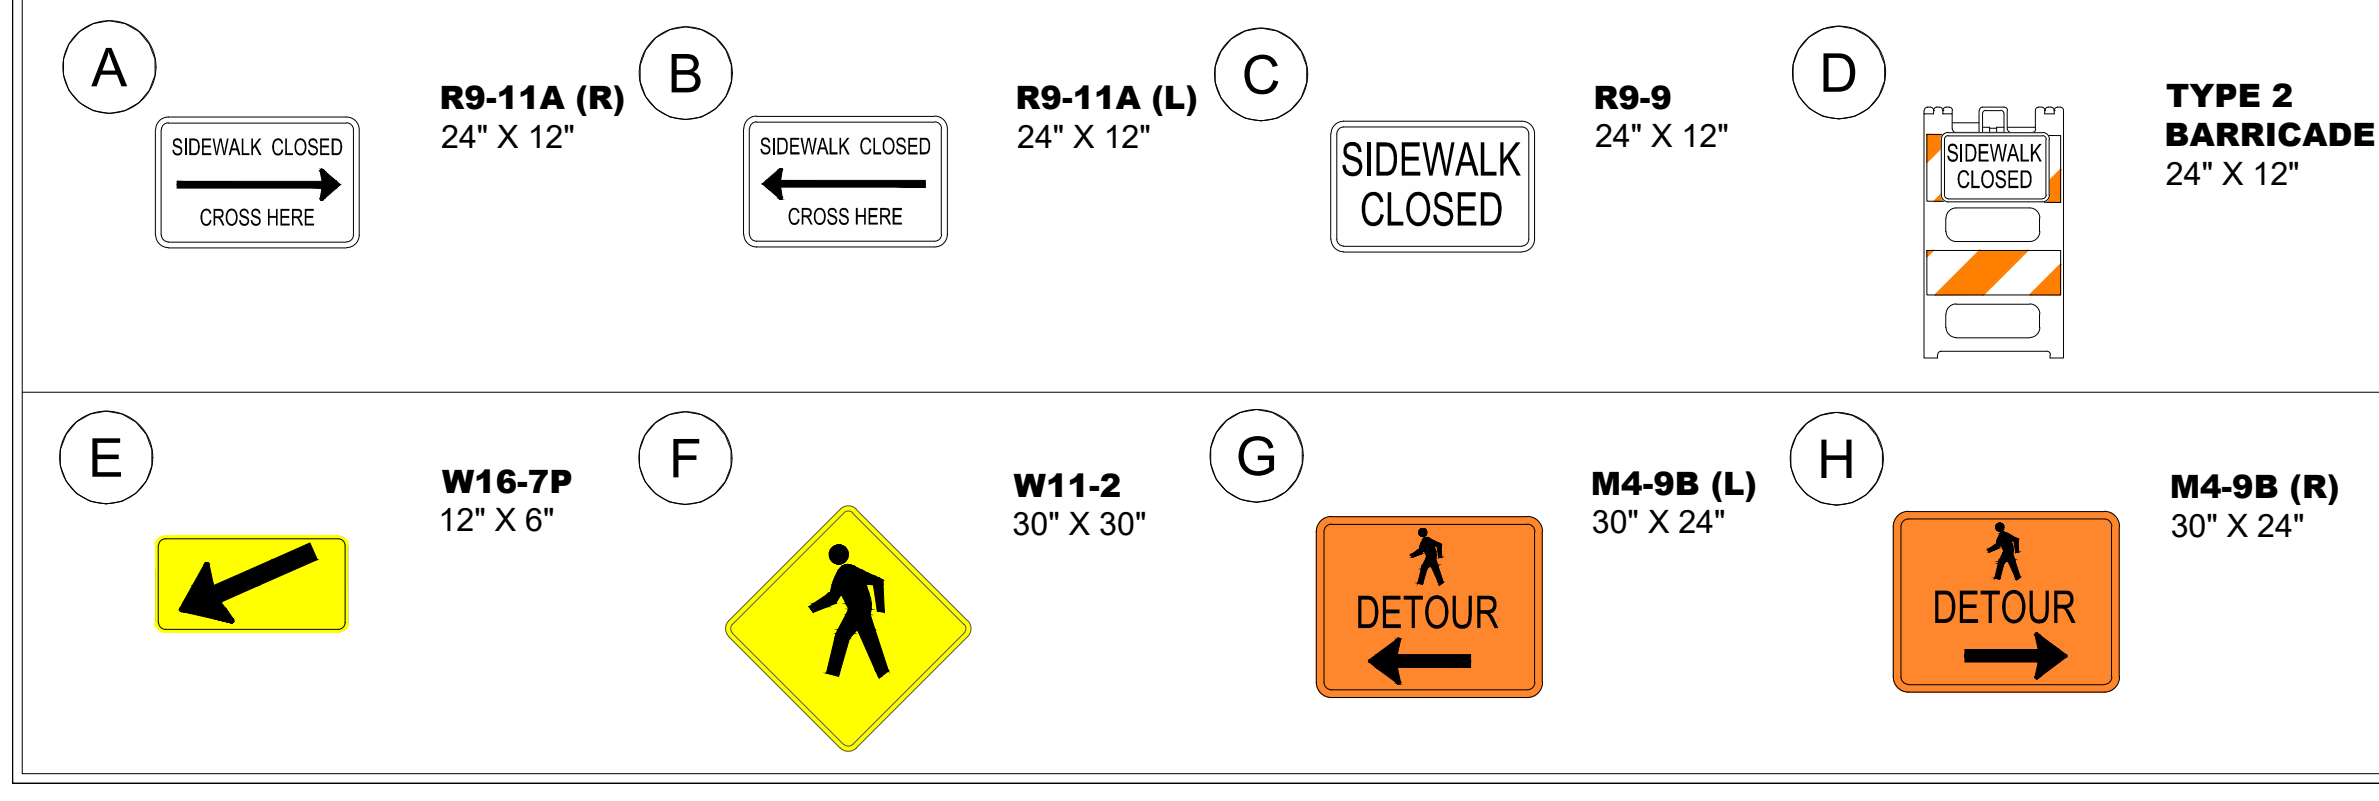 A
R9-11A (R)
24" X 12"
SIDEWALK CLOSED
CROSS HERE
B
R9-11A (L)
24" X 12"
SIDEWALK CLOSED
CROSS HERE
C
R9-9
24" X 12"
SIDEWALK
CLOSED
D
TYPE 2
BARRICADE
24" X 12"
SIDEWALK
CLOSED
E
W16-7P
12" X 6"
F
W11-2
30" X 30"
G
M4-9B (L)
30" X 24"
DETOUR
H
M4-9B (R)
30" X 24"
DETOUR